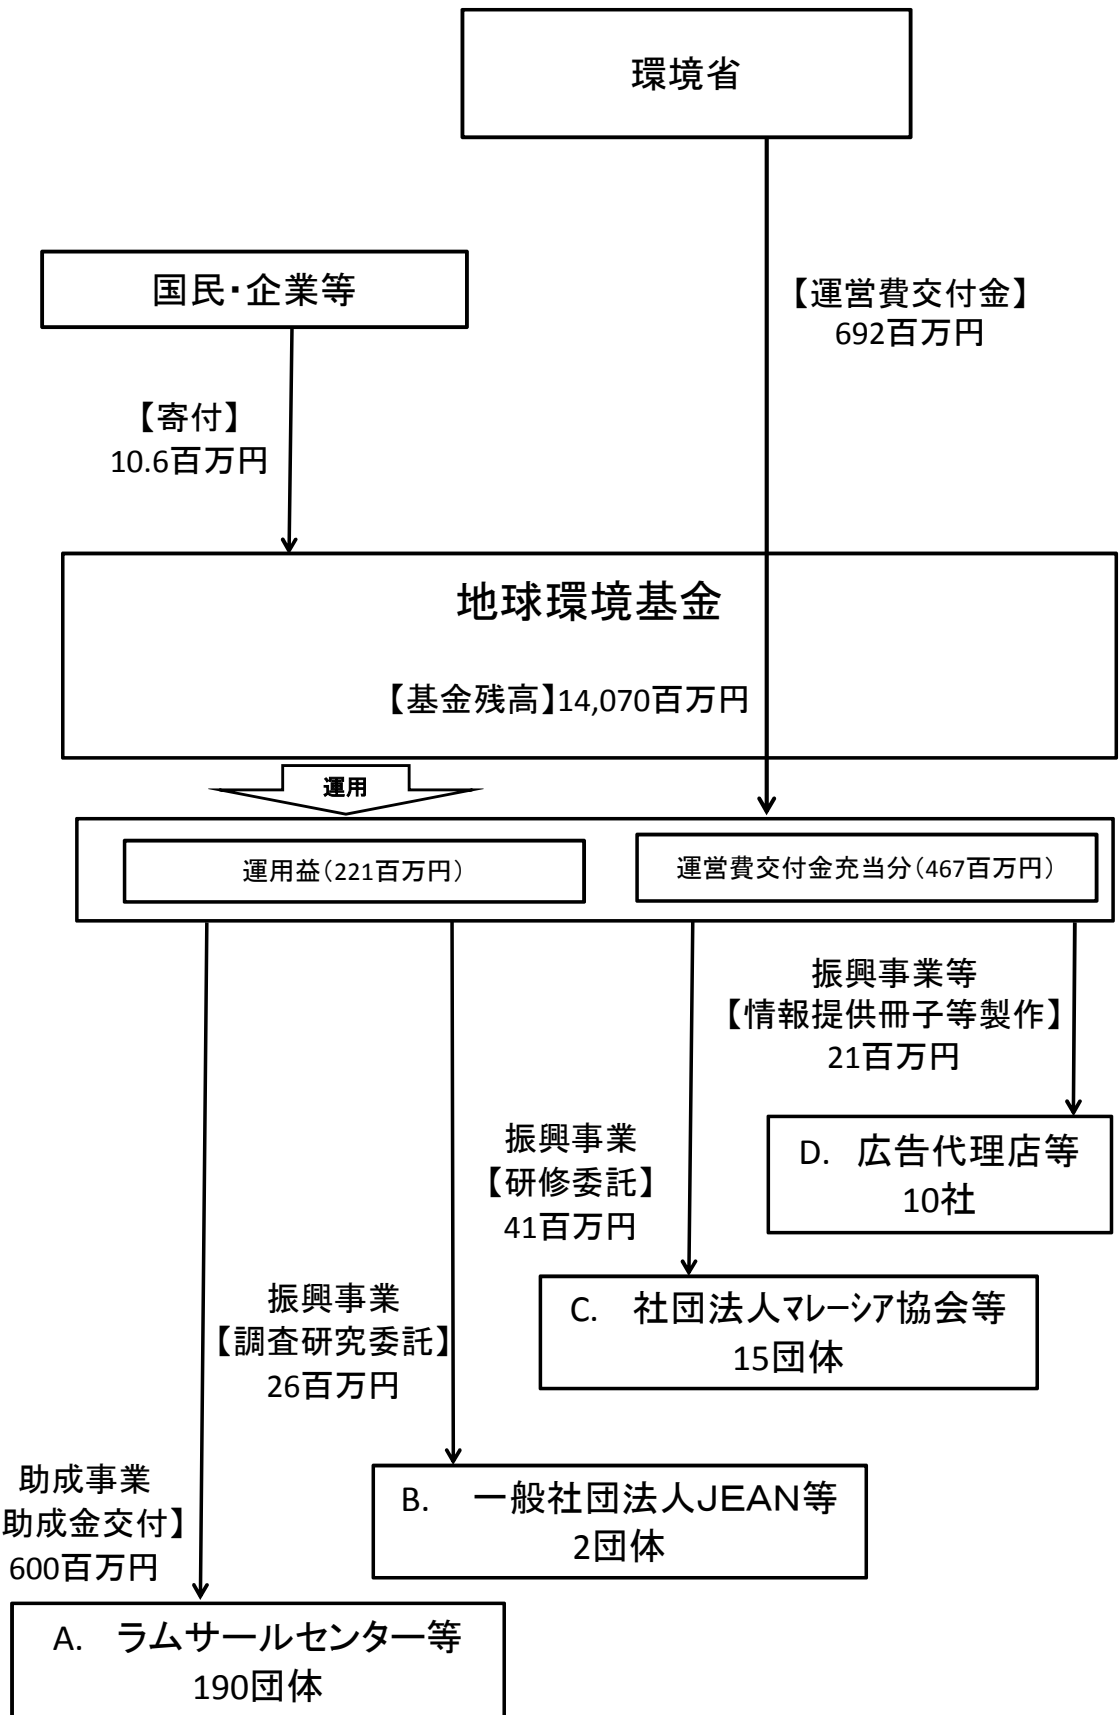 環境省
国民・企業等
【運営費交付金】
692百万円
【寄付】
10.6百万円
地球環境基金
【基金残高】14,070百万円
運用
運用益（221百万円）
運営費交付金充当分（467百万円）
振興事業等
【情報提供冊子等製作】
21百万円
D. 広告代理店等
10社
振興事業
【研修委託】
41百万円
C. 社団法人マレーシア協会等
15団体
振興事業
【調査研究委託】
26百万円
B. 一般社団法人JEAN等
2団体
助成事業
助成金交付】
600百万円
A. ラムサールセンター等
190団体